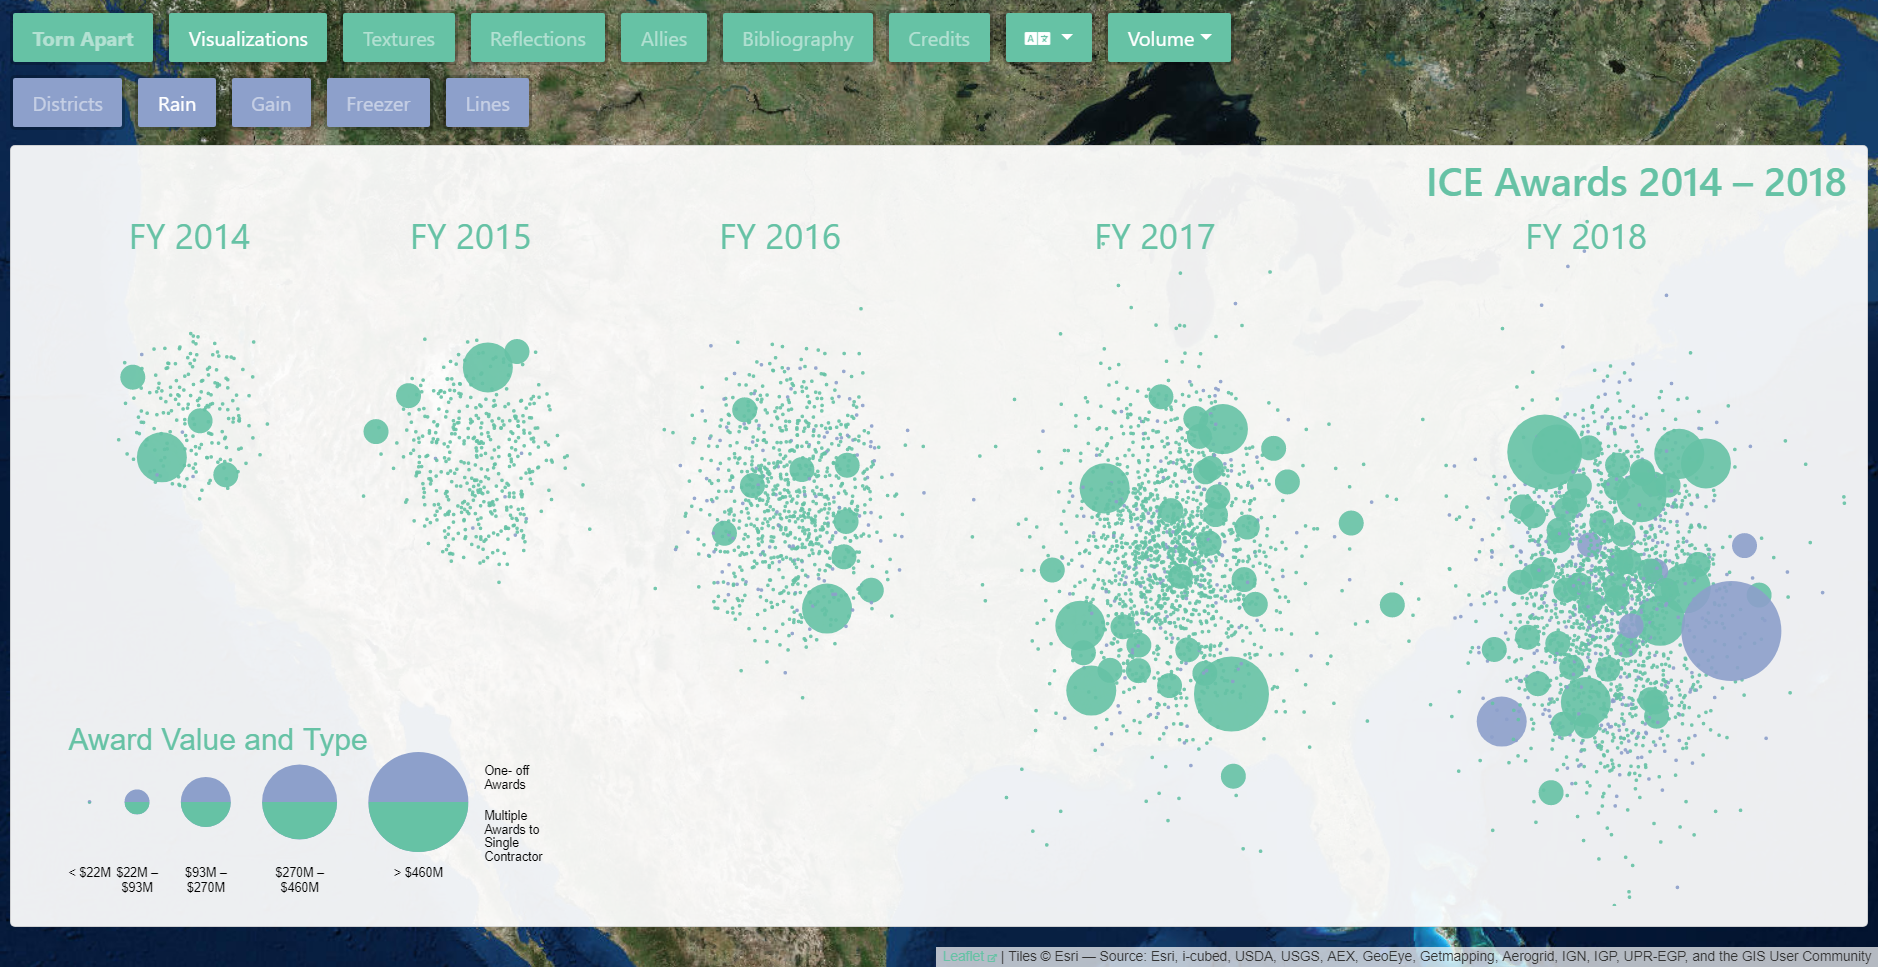 Torn Apart
Visualizations
Textures
Reflections
Allies
Bibliography
Credits
Volume
Districts
Rain
Gain
Freezer
Lines
ICE Awards 2014 – 2018
FY 2014
FY 2015
FY 2016
FY 2017
FY 2018
Award Value and Type
One- off
Awards
Multiple
Awards to
Single
Contractor
< $22M
$22M –
$93M
$93M –
$270M
$270M –
$460M
> $460M
Leaflet | Tiles © Esri — Source: Esri, i-cubed, USDA, USGS, AEX, GeoEye, Getmapping, Aerogrid, IGN, IGP, UPR-EGP, and the GIS User Community